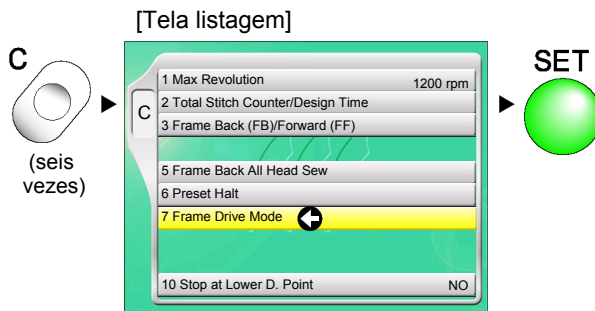 [Tela listagem]
C
(seis
vezes)
C
1 Max Revolution 1200 rpm
2 Total Stitch Counter/Design Time
3 Frame Back (FB)/Forward (FF)
5 Frame Back All Head Sew
6 Preset Halt
7 Frame Drive Mode
10 Stop at Lower D. Point NO
SET